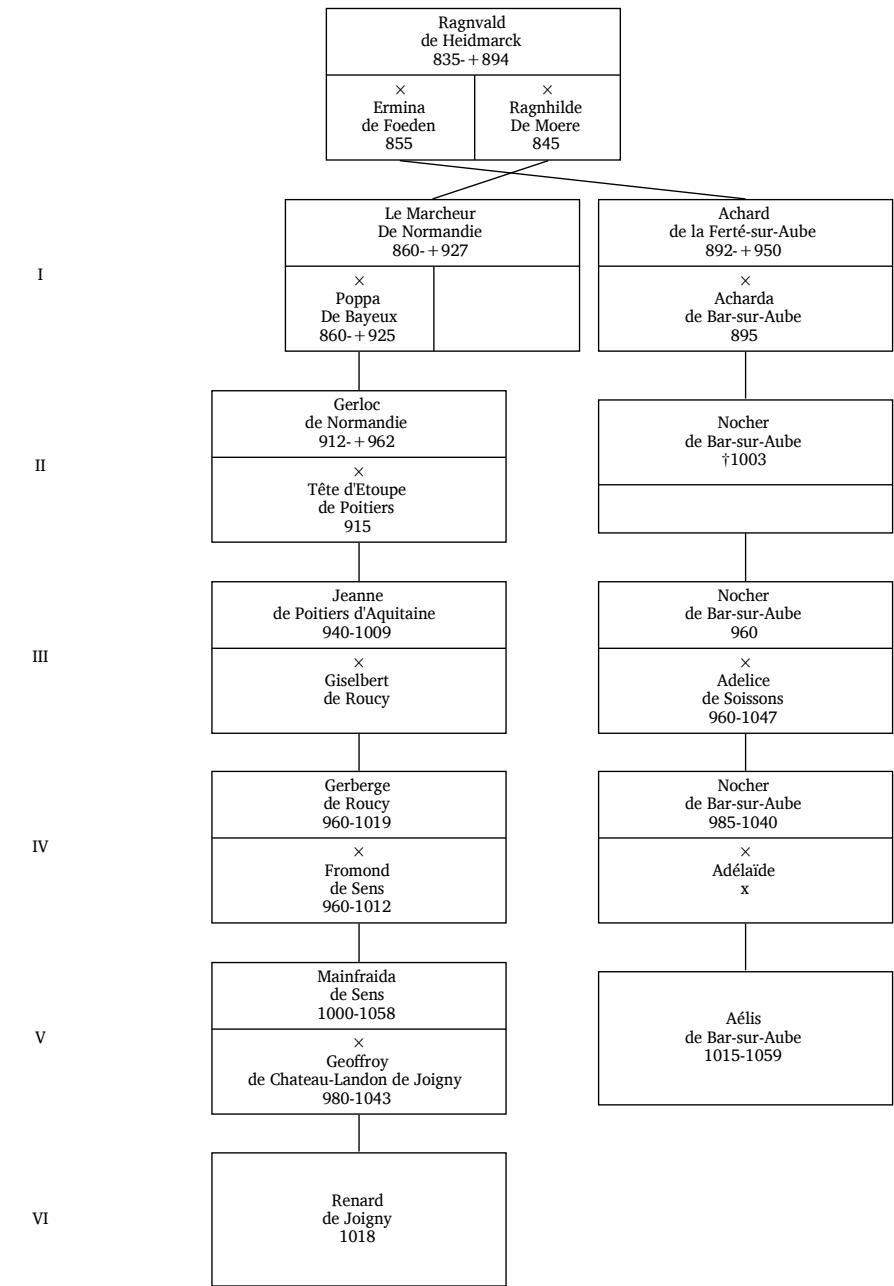 Ragnvald
de Heidmarck
835-+894
×
Ermina
de Foeden
855
×
Ragnhilde
De Moere
845
I
Le Marcheur
De Normandie
860-+927
×
Poppa
De Bayeux
860-+925
Achard
de la Ferté-sur-Aube
892-+950
×
Acharda
de Bar-sur-Aube
895
II
Gerloc
de Normandie
912-+962
×
Tête d'Etoupe
de Poitiers
915
Nocher
de Bar-sur-Aube
†1003
III
Jeanne
de Poitiers d'Aquitaine
940-1009
×
Giselbert
de Roucy
Nocher
de Bar-sur-Aube
960
×
Adelice
de Soissons
960-1047
IV
Gerberge
de Roucy
960-1019
×
Fromond
de Sens
960-1012
Nocher
de Bar-sur-Aube
985-1040
×
Adélaïde
x
V
Mainfraida
de Sens
1000-1058
×
Geoffroy
de Chateau-Landon de Joigny
980-1043
Aélis
de Bar-sur-Aube
1015-1059
VI
Renard
de Joigny
1018